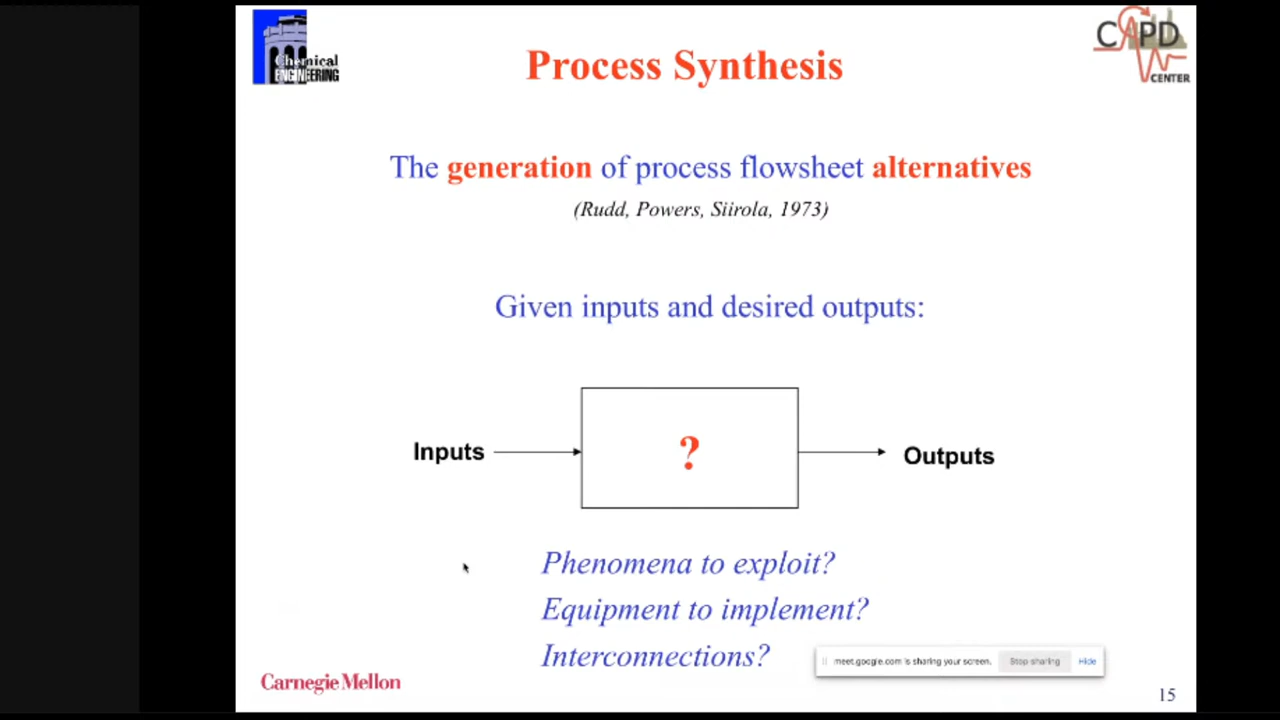 Chemical
ENGINEERING
Process Synthesis
CAPD
CENTER
The generation of process flowsheet alternatives
(Rudd, Powers, Siirola, 1973)
Given inputs and desired outputs:
Inputs
?
Outputs
Phenomena to exploit?
Equipment to implement?
Interconnections?
meet.google.com is sharing your screen.
Stop sharing
Hide
Carnegie Mellon
15